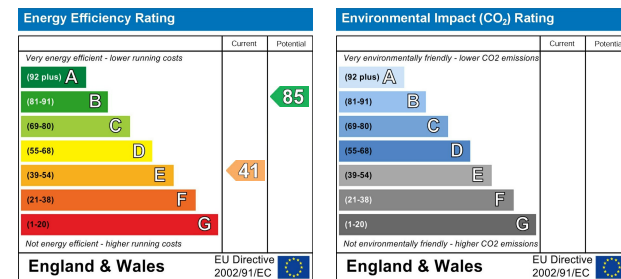 Energy Efficiency Rating
Current Potential
Very energy efficient - lower running costs
(92 plus) A
(81-91) B
85
(69-80) C
(55-68) D
(39-54) E
41
(21-38) F
(1-20) G
Not energy efficient - higher running costs
England & Wales
EU Directive
2002/91/EC
Environmental Impact (CO₂) Rating
Current Potential
Very environmentally friendly - lower CO2 emissions
(92 plus) A
(81-91) B
(69-80) C
(55-68) D
(39-54) E
(21-38) F
(1-20) G
Not environmentally friendly - higher CO2 emissions
England & Wales
EU Directive
2002/91/EC